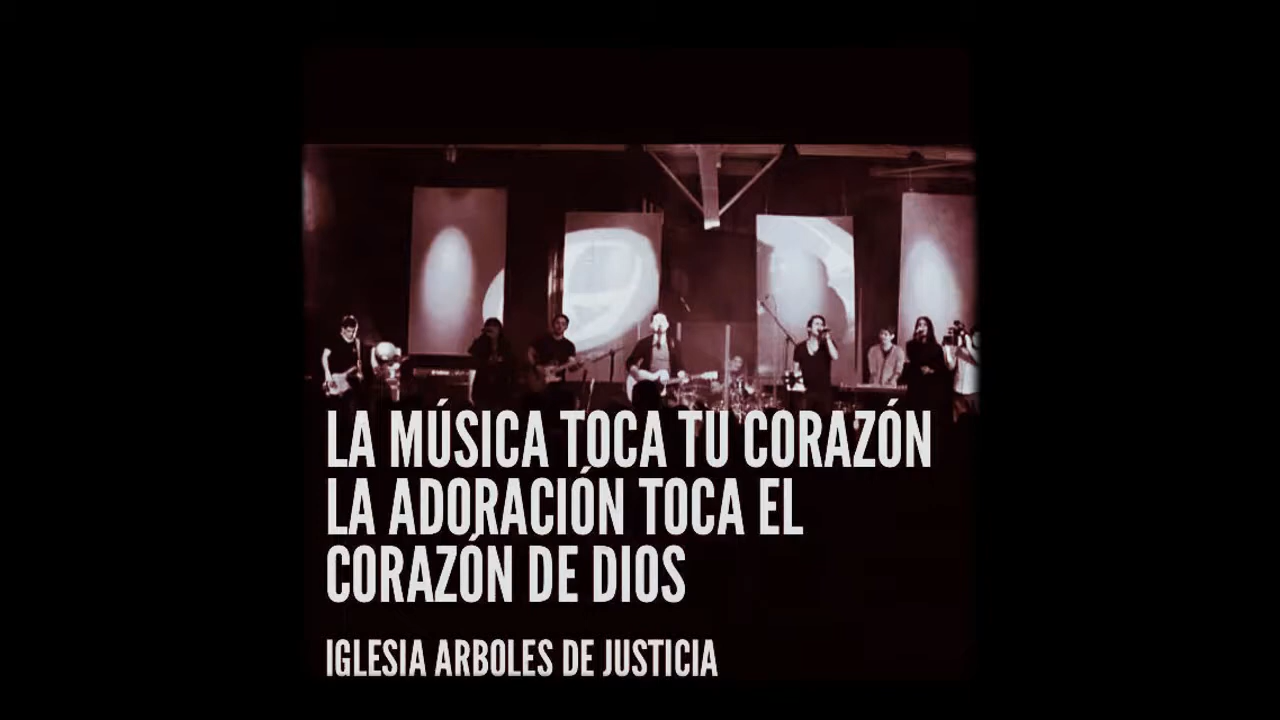 LA MÚSICA TOCA TU CORAZÓN
LA ADORACIÓN TOCA EL
CORAZÓN DE DIOS
IGLESIA ARBOLES DE JUSTICIA